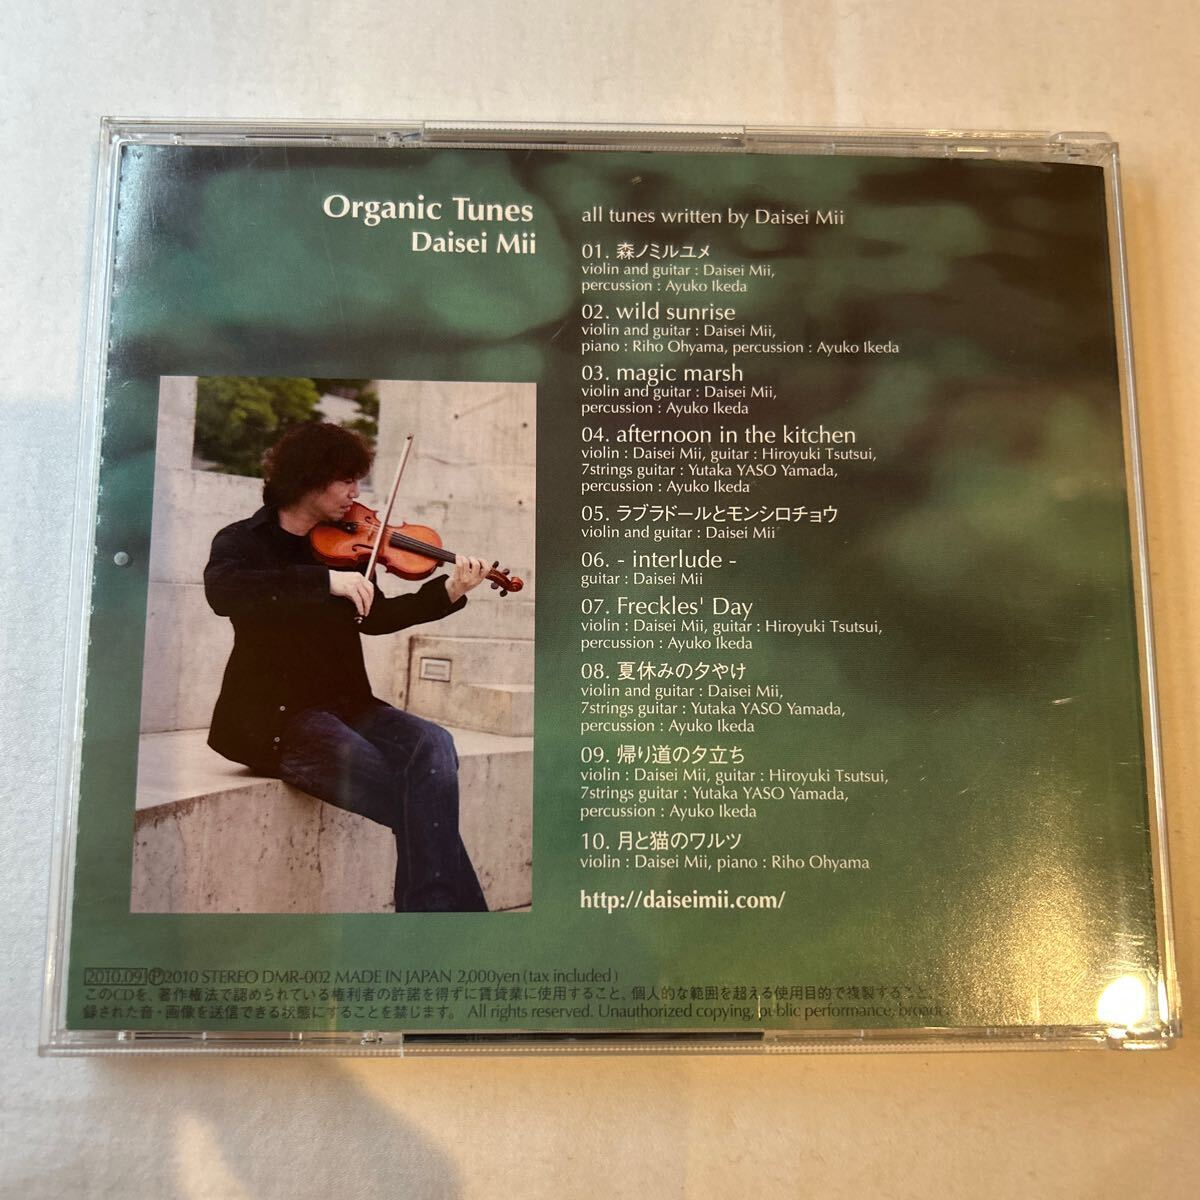 Organic Tunes
Daisei Mii
all tunes written by Daisei Mii
01. 森ノミルユメ
violin and guitar : Daisei Mii,
percussion : Ayuko Ikeda
02. wild sunrise
violin and guitar : Daisei Mii,
piano : Riho Ohyama, percussion : Ayuko Ikeda
03. magic marsh
violin and guitar : Daisei Mii,
percussion : Ayuko Ikeda
04. afternoon in the kitchen
violin : Daisei Mii, guitar : Hiroyuki Tsutsui,
7strings guitar : Yutaka YASO Yamada,
percussion : Ayuko Ikeda
05. ラブラドールとモンシロチョウ
violin and guitar : Daisei Mii
06. - interlude -
guitar : Daisei Mii
07. Freckles' Day
violin : Daisei Mii, guitar : Hiroyuki Tsutsui,
percussion : Ayuko Ikeda
08. 夏休みの夕やけ
violin and guitar : Daisei Mii,
7strings guitar : Yutaka YASO Yamada,
percussion : Ayuko Ikeda
09. 帰り道の夕立ち
violin : Daisei Mii, guitar : Hiroyuki Tsutsui,
7strings guitar : Yutaka YASO Yamada,
percussion : Ayuko Ikeda
10. 月と猫のワルツ
violin : Daisei Mii, piano : Riho Ohyama
http://daiseimii.com/
2010.09 ℗2010 STEREO DMR-002 MADE IN JAPAN 2,000yen (tax included)
このCDを、著作権法で認められている権利者の許諾を得ずに賃貸業に使用すること、個人的な範囲を超える使用目的で複製すること、
録された音・画像を送信できる状態にすることを禁じます。 All rights reserved. Unauthorized copying, public performance,